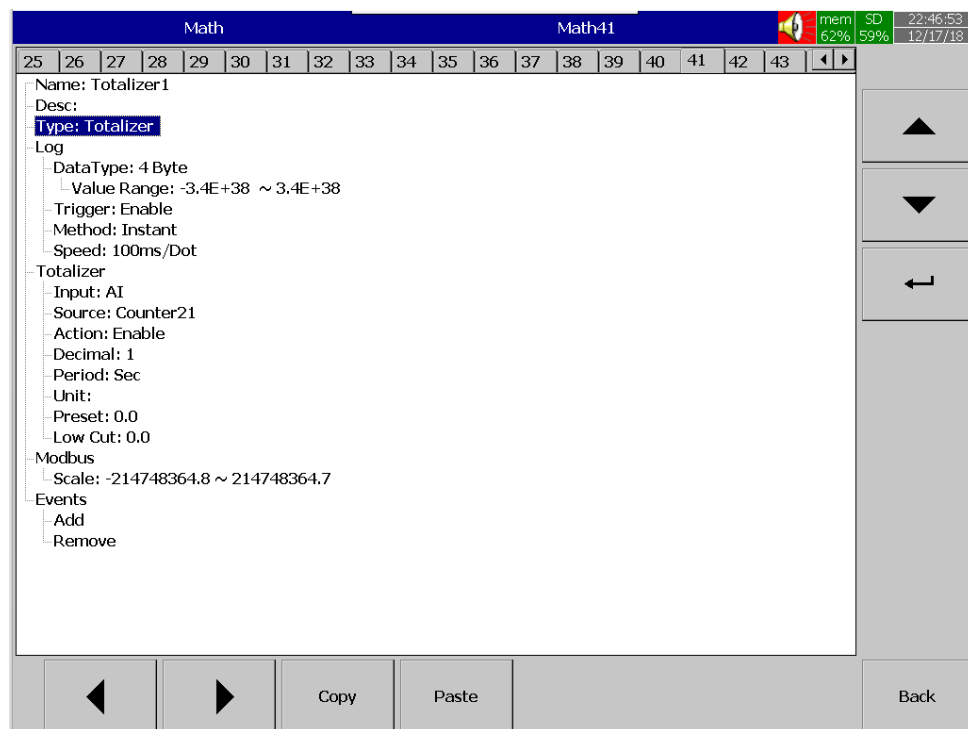 Math Math41 mem SD 22:46:53
62% 59% 12/17/18
25 26 27 28 29 30 31 32 33 34 35 36 37 38 39 40 41 42 43
Name: Totalizer1
Desc:
Type: Totalizer
Log
DataType: 4 Byte
Value Range: -3.4E+38 ~ 3.4E+38
Trigger: Enable
Method: Instant
Speed: 100ms/Dot
Totalizer
Input: AI
Source: Counter21
Action: Enable
Decimal: 1
Period: Sec
Unit:
Preset: 0.0
Low Cut: 0.0
Modbus
Scale: -214748364.8 ~ 214748364.7
Events
Add
Remove
Copy Paste Back